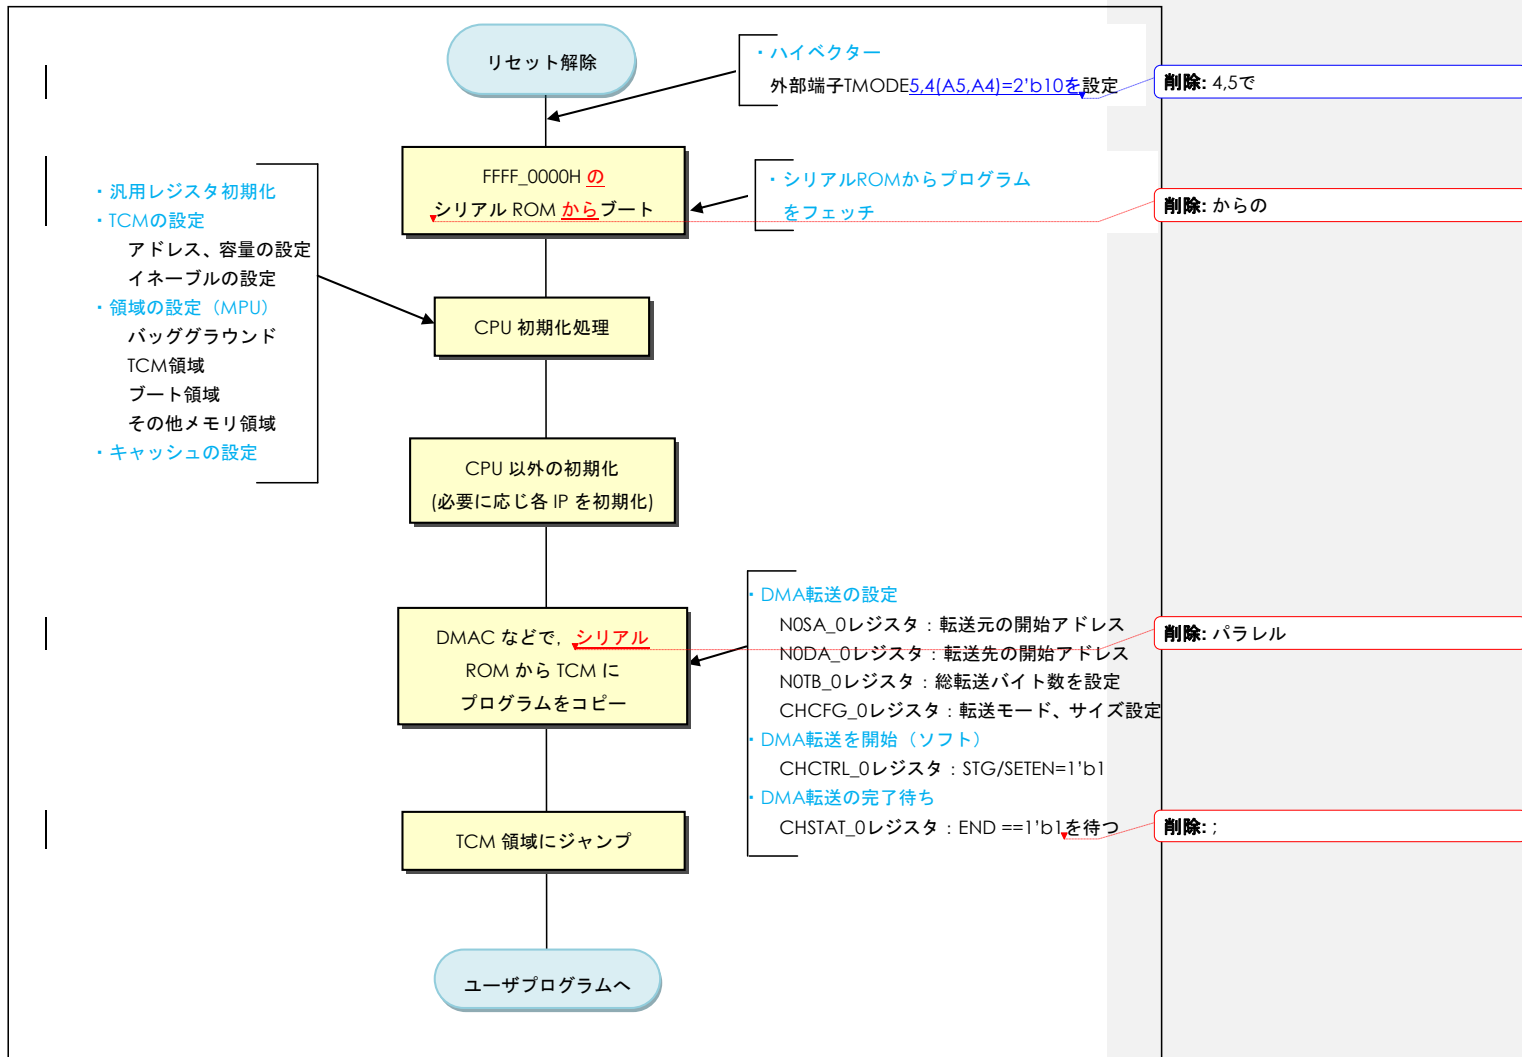 リセット解除
・ハイベクター
外部端子TMODE5,4(A5,A4)=2'b10を設定
削除: 4,5で
FFFF_0000H の
シリアル ROM からブート
・シリアルROMからプログラム
をフェッチ
削除: からの
・汎用レジスタ初期化
・TCMの設定
アドレス、容量の設定
イネーブルの設定
・領域の設定（MPU）
バッググラウンド
TCM領域
ブート領域
その他メモリ領域
・キャッシュの設定
CPU 初期化処理
CPU 以外の初期化
(必要に応じ各 IP を初期化)
DMAC などで, シリアル
ROM から TCM に
プログラムをコピー
・DMA転送の設定
N0SA_0レジスタ：転送元の開始アドレス
N0DA_0レジスタ：転送先の開始アドレス
N0TB_0レジスタ：総転送バイト数を設定
CHCFG_0レジスタ：転送モード、サイズ設定
・DMA転送を開始（ソフト）
CHCTRL_0レジスタ：STG/SETEN=1'b1
・DMA転送の完了待ち
CHSTAT_0レジスタ：END ==1'b1を待つ
削除: パラレル
削除: ;
TCM 領域にジャンプ
ユーザプログラムへ